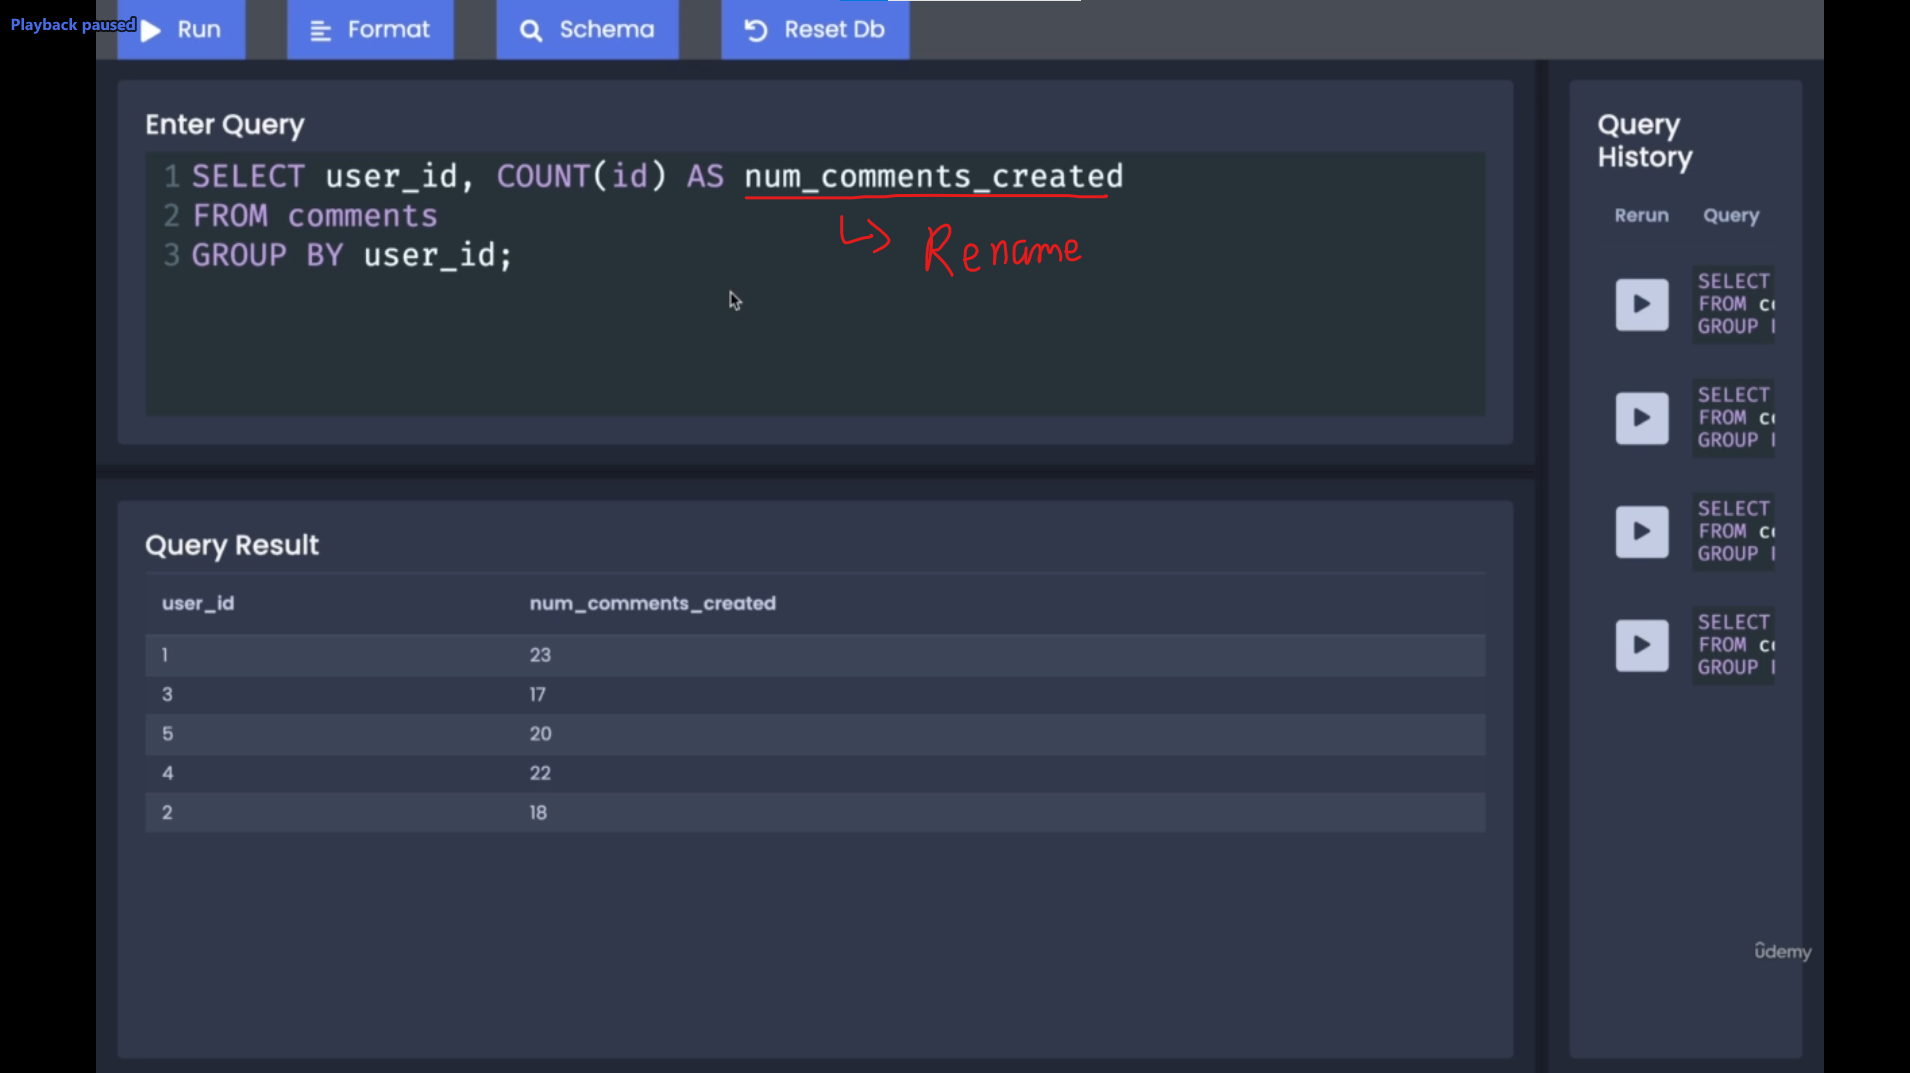 Playback paused
Run
Format
Schema
Reset Db
Enter Query
1 SELECT user_id, COUNT(id) AS num_comments_created
2 FROM comments
3 GROUP BY user_id;
Rename
Query Result
user_id num_comments_created
1 23
3 17
5 20
4 22
2 18
Query
History
Rerun Query
SELECT
FROM
GROUP
SELECT
FROM
GROUP
SELECT
FROM
GROUP
SELECT
FROM
GROUP
ûdemy